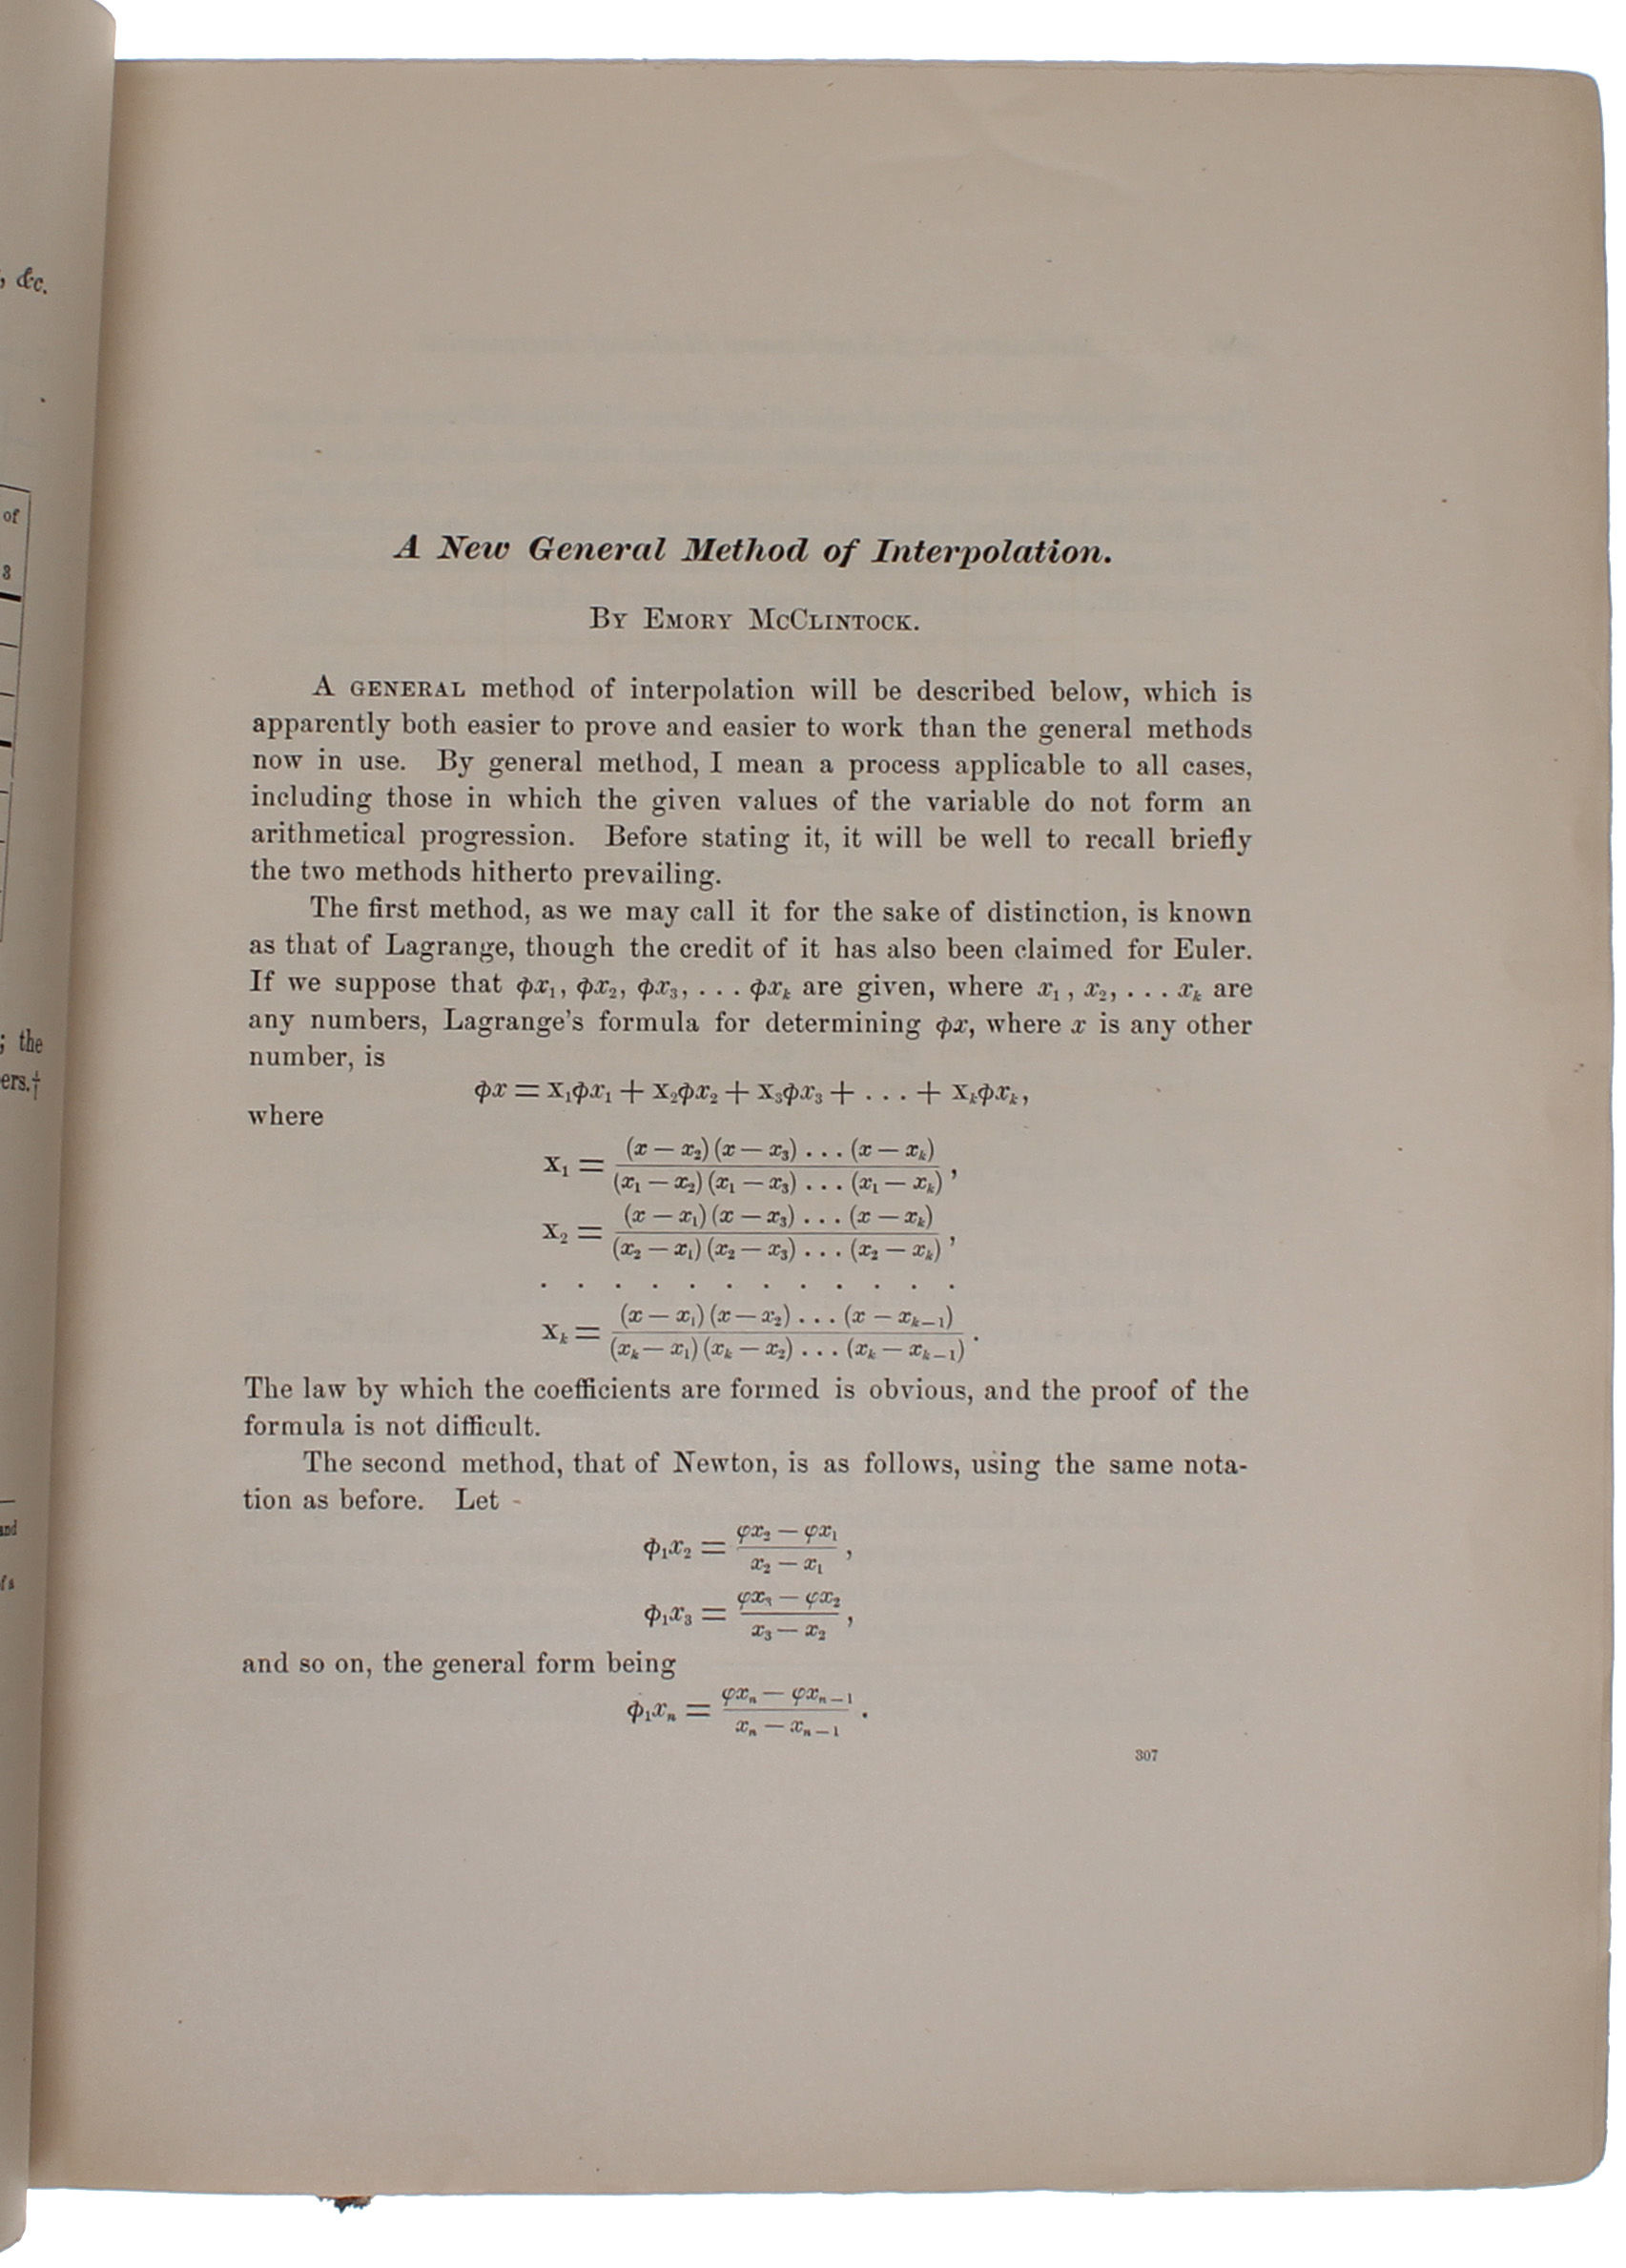 , &c.
of
3
; the
ers.†
and
f a
A New General Method of Interpolation.
By Emory McClintock.
A general method of interpolation will be described below, which is
apparently both easier to prove and easier to work than the general methods
now in use. By general method, I mean a process applicable to all cases,
including those in which the given values of the variable do not form an
arithmetical progression. Before stating it, it will be well to recall briefly
the two methods hitherto prevailing.
The first method, as we may call it for the sake of distinction, is known
as that of Lagrange, though the credit of it has also been claimed for Euler.
If we suppose that ϕx₁, ϕx₂, ϕx₃, . . . ϕxₖ are given, where x₁, x₂, . . . xₖ are
any numbers, Lagrange's formula for determining ϕx, where x is any other
number, is
ϕx = X₁ϕx₁ + X₂ϕx₂ + X₃ϕx₃ + . . . + Xₖϕxₖ,
where
X₁ = (x — x₂)(x — x₃) . . . (x — xₖ) / (x₁ — x₂)(x₁ — x₃) . . . (x₁ — xₖ),
X₂ = (x — x₁)(x — x₃) . . . (x — xₖ) / (x₂ — x₁)(x₂ — x₃) . . . (x₂ — xₖ),
. . . . . . . . . . . .
Xₖ = (x — x₁)(x — x₂) . . . (x — xₖ₋₁) / (xₖ — x₁)(xₖ — x₂) . . . (xₖ — xₖ₋₁).
The law by which the coefficients are formed is obvious, and the proof of the
formula is not difficult.
The second method, that of Newton, is as follows, using the same nota-
tion as before. Let
ϕ₁x₂ = φx₂ — φx₁ / x₂ — x₁,
ϕ₁x₃ = φx₃ — φx₂ / x₃ — x₂,
and so on, the general form being
ϕ₁xₙ = φxₙ — φxₙ₋₁ / xₙ — xₙ₋₁.
307